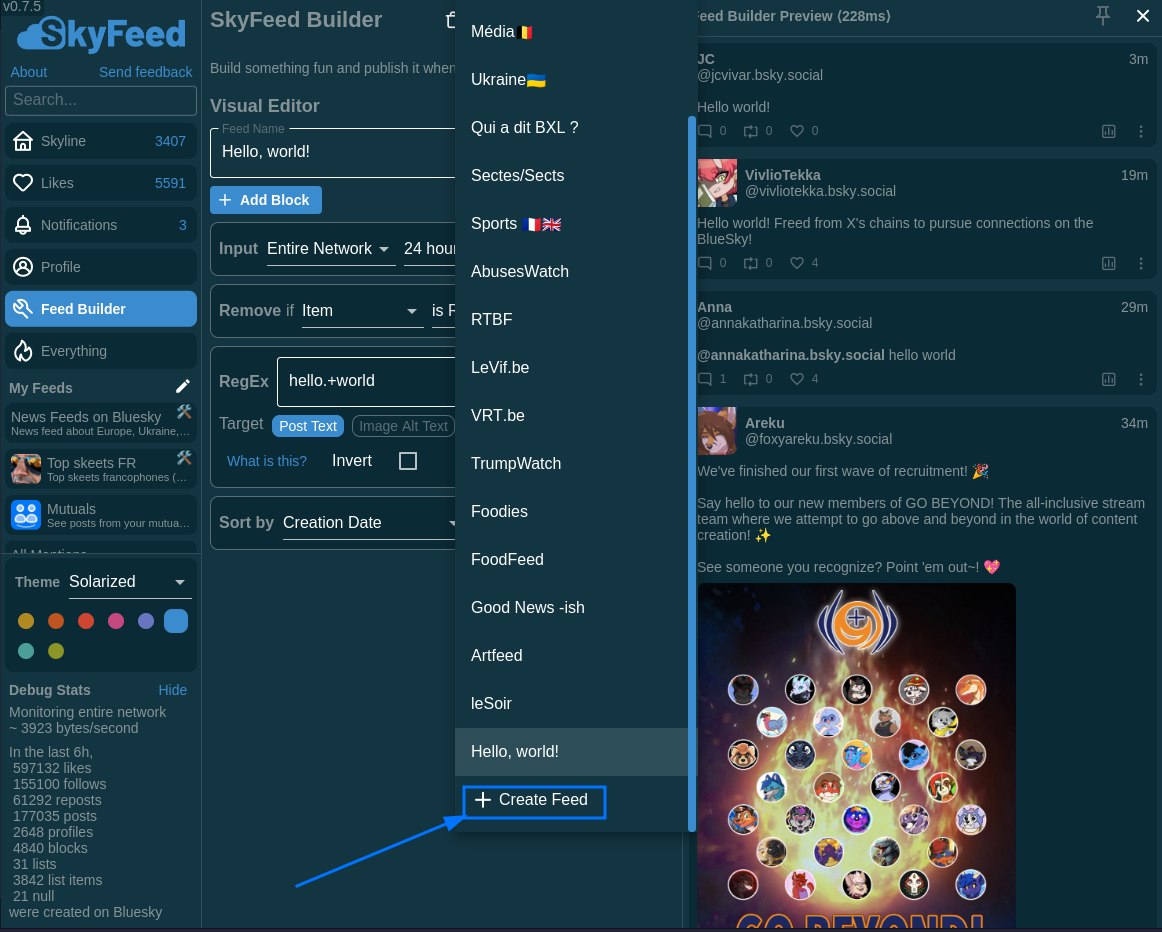 v0.7.5
SkyFeed
About Send feedback
Search...
Skyline 3407
Likes 5591
Notifications 3
Profile
Feed Builder
Everything
My Feeds
News Feeds on Bluesky
News feed about Europe, Ukraine,...
Top skeets FR
Top skeets francophones (...
Mutuals
See posts from your mutua...
All Mentions
Theme Solarized
Debug Stats Hide
Monitoring entire network
~ 3923 bytes/second
In the last 6h,
597132 likes
155100 follows
61292 reposts
177035 posts
2648 profiles
4840 blocks
31 lists
3842 list items
21 null
were created on Bluesky
SkyFeed Builder
Build something fun and publish it when
Visual Editor
Feed Name
Hello, world!
+ Add Block
Input Entire Network 24 hour
Remove if Item is R
RegEx hello.+world
Target Post Text Image Alt Text
What is this? Invert
Sort by Creation Date
Média🇧🇪
Ukraine🇺🇦
Qui a dit BXL ?
Sectes/Sects
Sports 🇫🇷🇬🇧
AbusesWatch
RTBF
LeVif.be
VRT.be
TrumpWatch
Foodies
FoodFeed
Good News -ish
Artfeed
leSoir
Hello, world!
+ Create Feed
Feed Builder Preview (228ms)
JC 3m
@jcvivar.bsky.social
Hello world!
0 0 0
VivlioTekka 19m
@vivliotekka.bsky.social
Hello world! Freed from X's chains to pursue connections on the
BlueSky!
0 0 4
Anna 29m
@annakatharina.bsky.social
@annakatharina.bsky.social hello world
1 0 4
Areku 34m
@foxyareku.bsky.social
We've finished our first wave of recruitment! 🎉
Say hello to our new members of GO BEYOND! The all-inclusive stream
team where we attempt to go above and beyond in the world of content
creation! ✨
See someone you recognize? Point 'em out~! 💖
GO BEYOND!